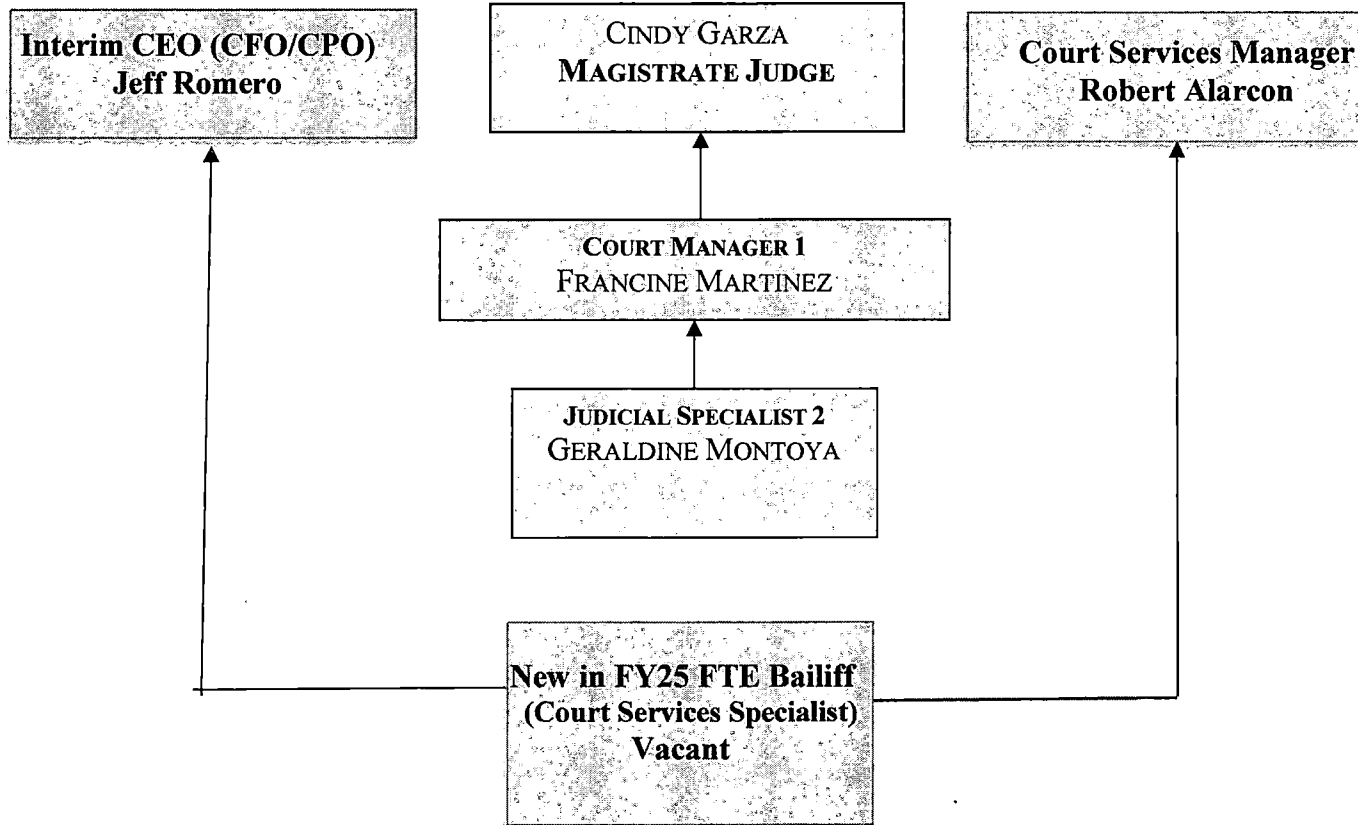 Interim CEO (CFO/CPO)
Jeff Romero
CINDY GARZA
MAGISTRATE JUDGE
Court Services Manager
Robert Alarcon
COURT MANAGER 1
FRANCINE MARTINEZ
JUDICIAL SPECIALIST 2
GERALDINE MONTOYA
New in FY25 FTE Bailiff
(Court Services Specialist)
Vacant